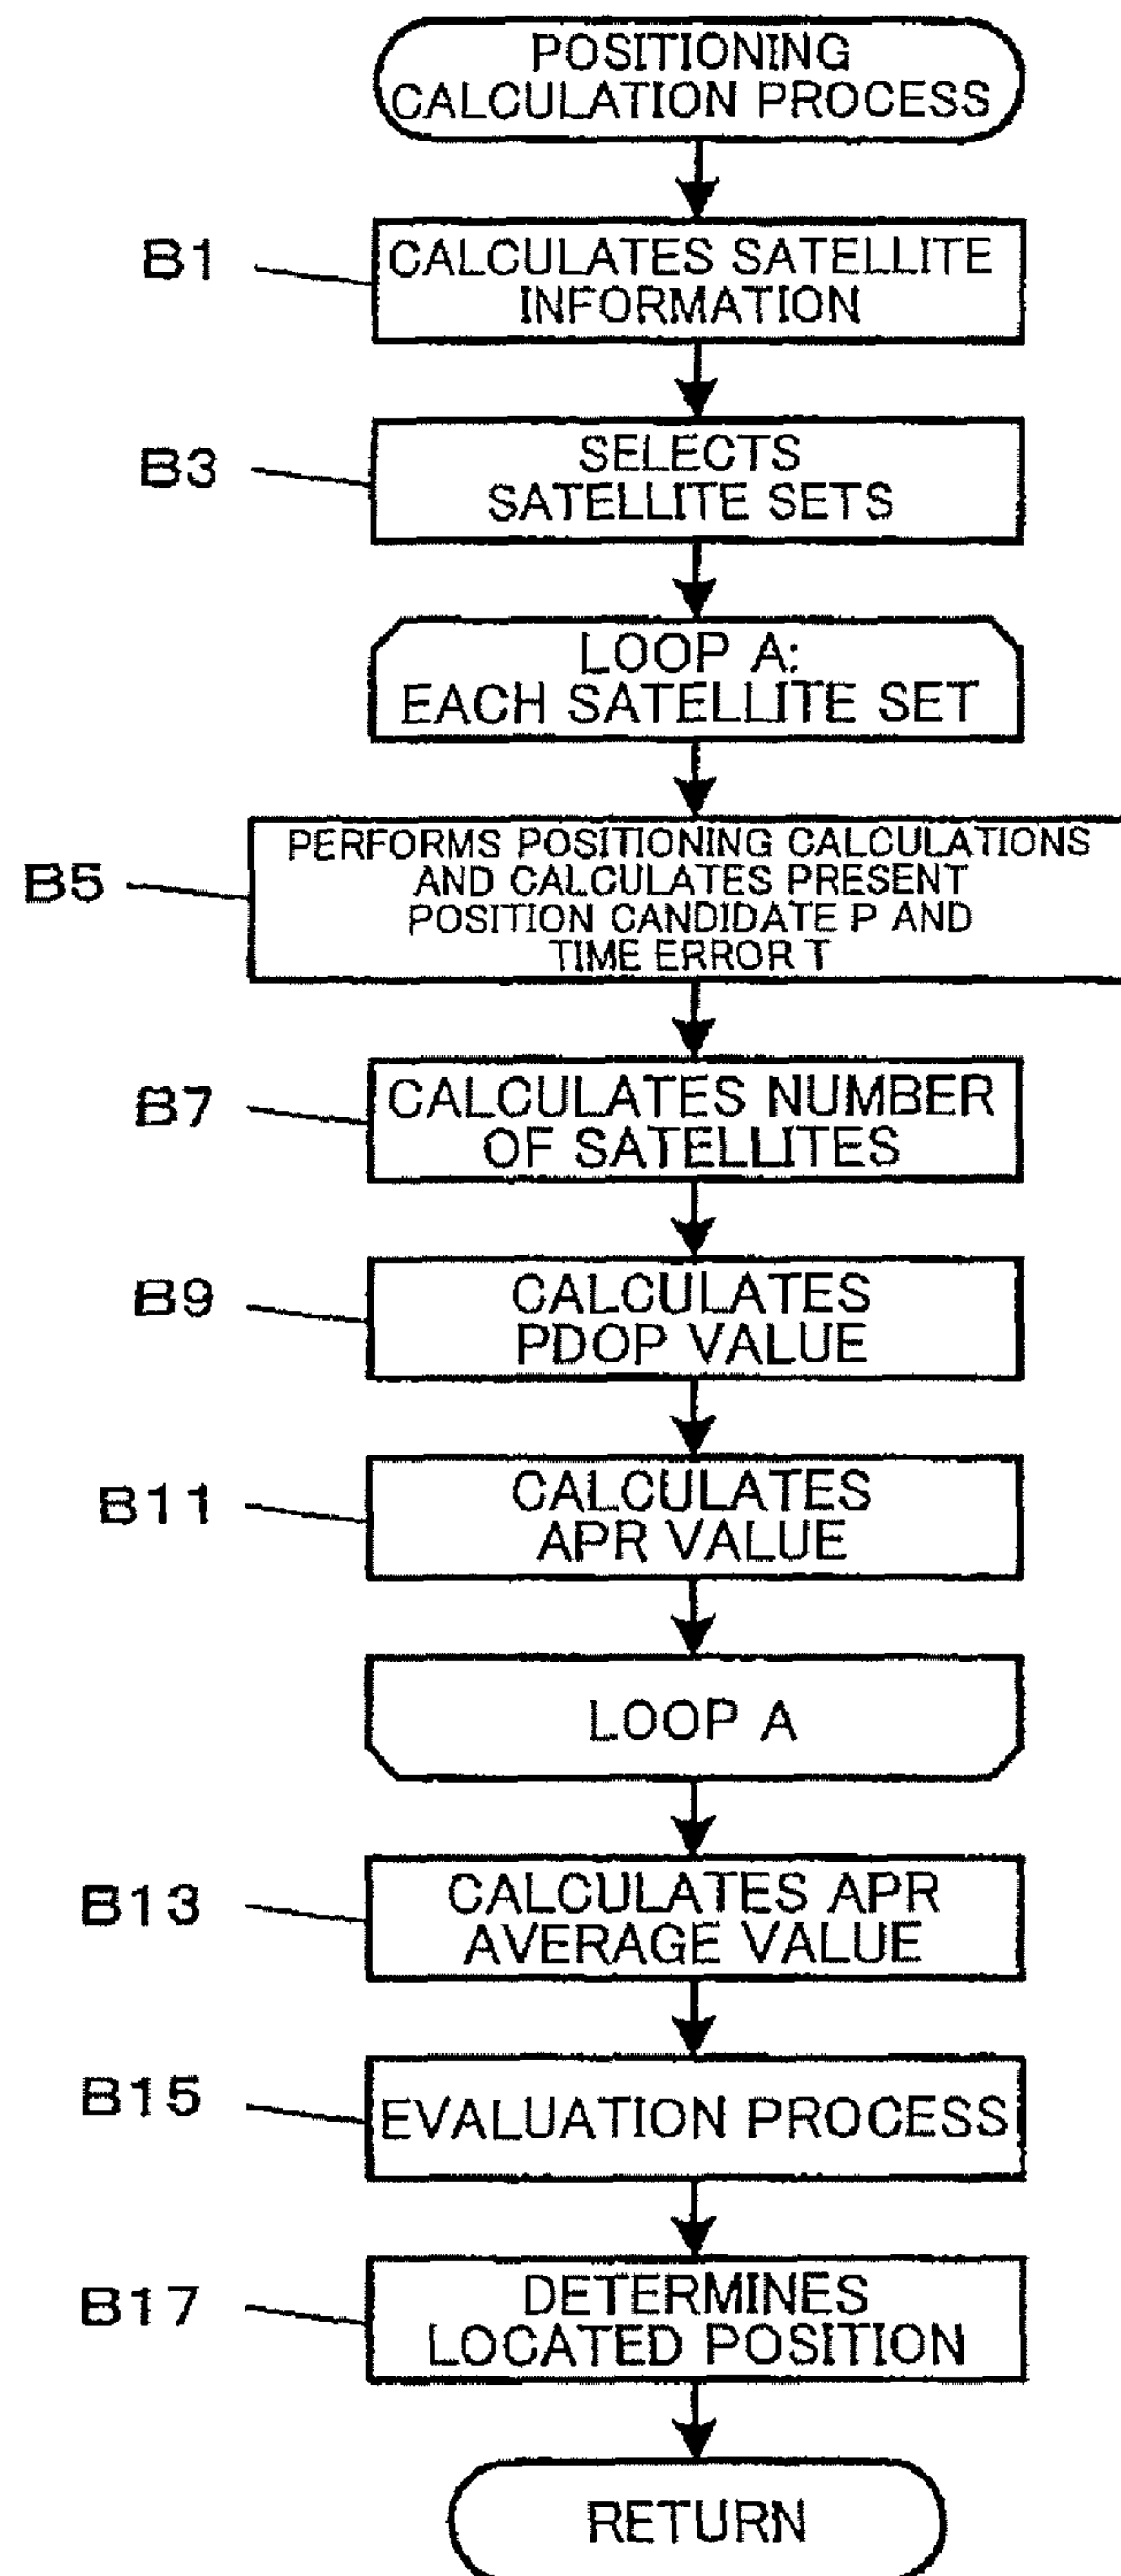 POSITIONING
CALCULATION PROCESS
B1
CALCULATES SATELLITE
INFORMATION
B3
SELECTS
SATELLITE SETS
LOOP A:
EACH SATELLITE SET
B5
PERFORMS POSITIONING CALCULATIONS
AND CALCULATES PRESENT
POSITION CANDIDATE P AND
TIME ERROR T
B7
CALCULATES NUMBER
OF SATELLITES
B9
CALCULATES
PDOP VALUE
B11
CALCULATES
APR VALUE
LOOP A
B13
CALCULATES APR
AVERAGE VALUE
B15
EVALUATION PROCESS
B17
DETERMINES
LOCATED POSITION
RETURN